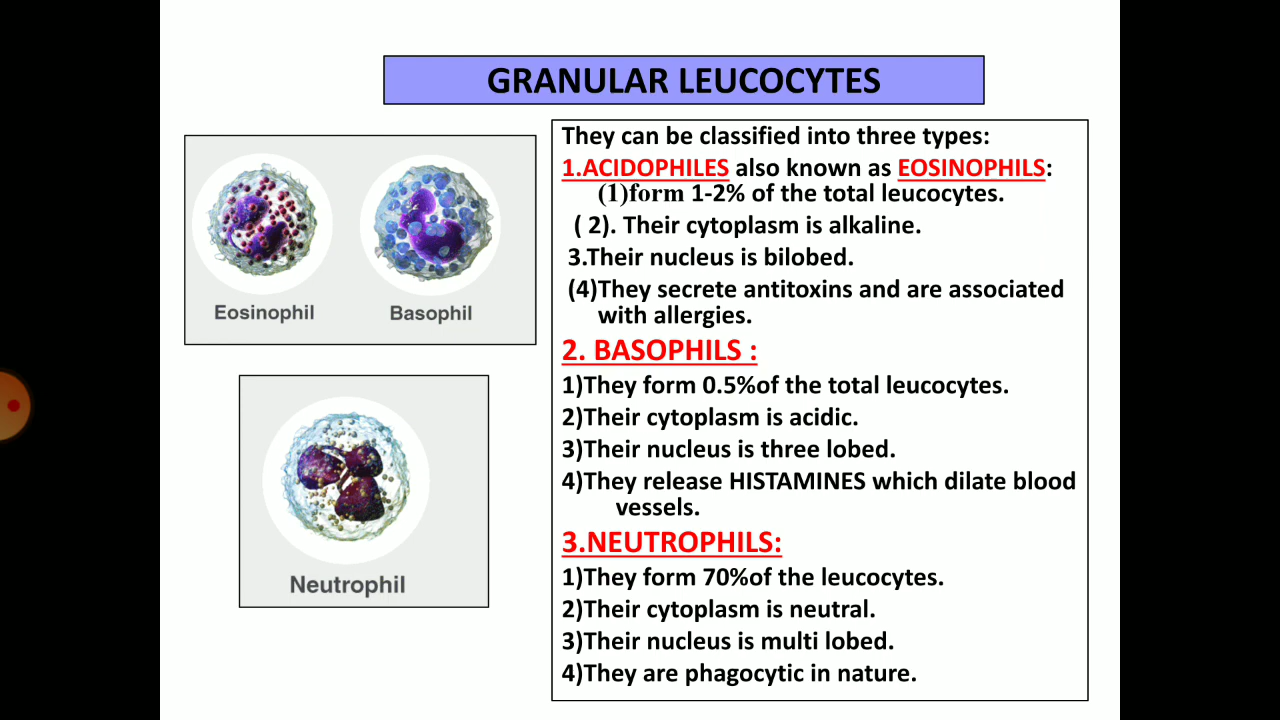 GRANULAR LEUCOCYTES
Eosinophil
Basophil
Neutrophil
They can be classified into three types:
1.ACIDOPHILES also known as EOSINOPHILS:
(1)form 1-2% of the total leucocytes.
( 2). Their cytoplasm is alkaline.
3.Their nucleus is bilobed.
(4)They secrete antitoxins and are associated
with allergies.
2. BASOPHILS :
1)They form 0.5%of the total leucocytes.
2)Their cytoplasm is acidic.
3)Their nucleus is three lobed.
4)They release HISTAMINES which dilate blood
vessels.
3.NEUTROPHILS:
1)They form 70%of the leucocytes.
2)Their cytoplasm is neutral.
3)Their nucleus is multi lobed.
4)They are phagocytic in nature.